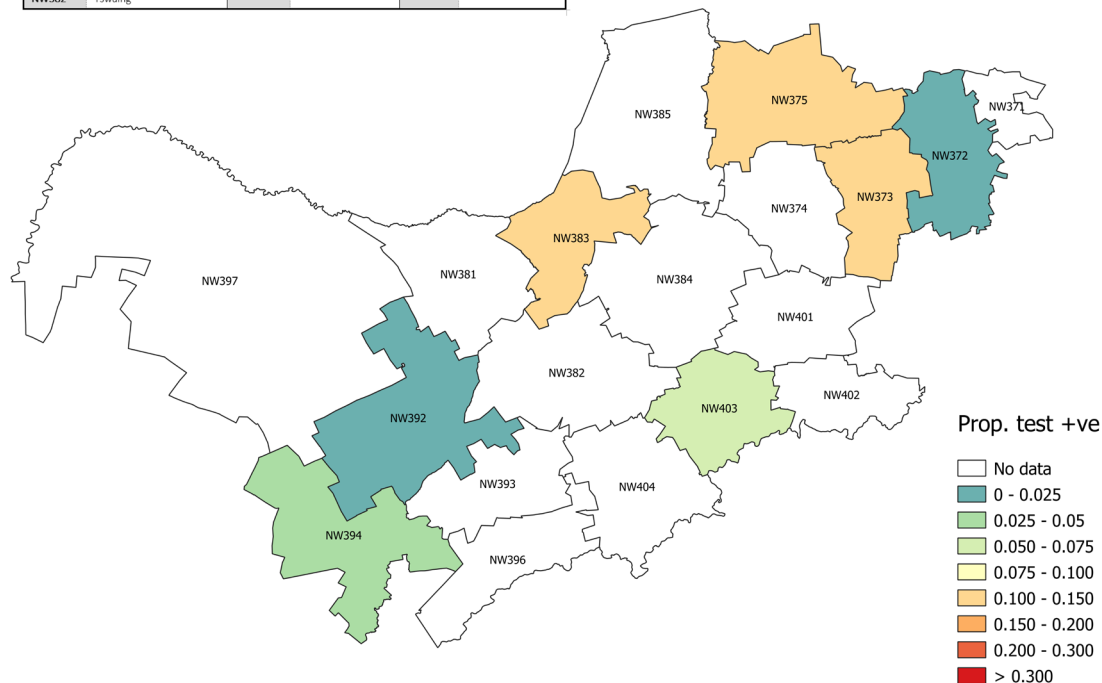 NW382 Tswaing
NW385
NW375
NW371
NW372
NW373
NW374
NW383
NW397
NW381
NW384
NW401
NW382
NW402
NW392
NW403
NW393
NW404
NW394
NW396
Prop. test +ve
No data
0 - 0.025
0.025 - 0.05
0.050 - 0.075
0.075 - 0.100
0.100 - 0.150
0.150 - 0.200
0.200 - 0.300
> 0.300